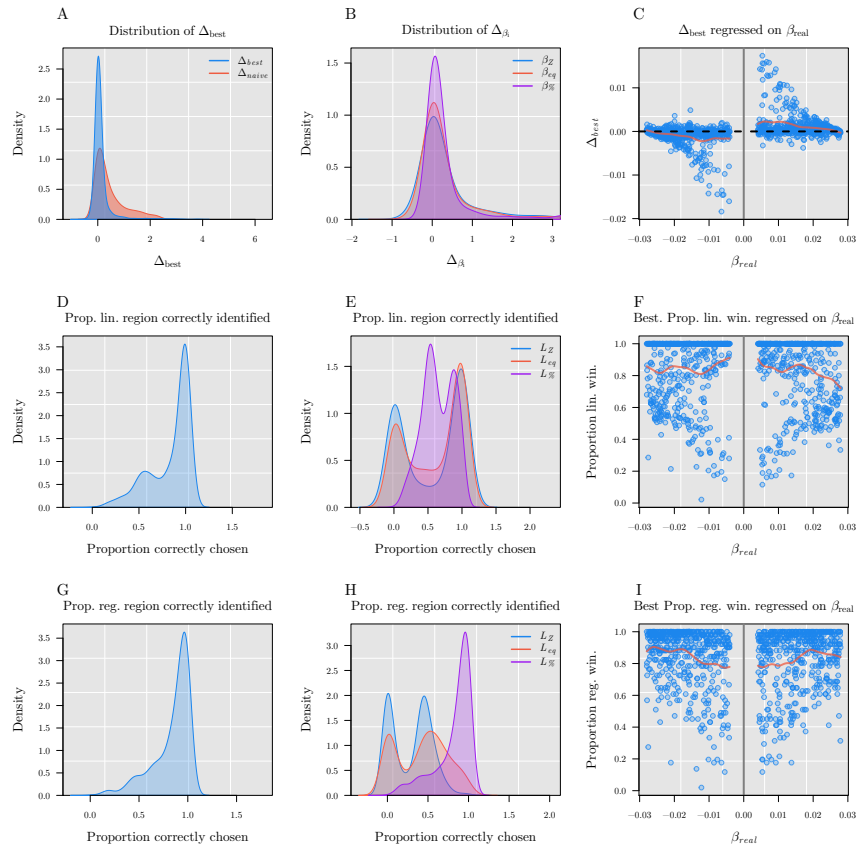 A
Distribution of Δbest
Density
2.5
2.0
1.5
1.0
0.5
0.0
Δbest
Δnaive
0 2 4 6
Δbest
B
Distribution of Δβi
Density
1.5
1.0
0.5
0.0
βZ
βeq
β%
−2 −1 0 1 2 3
Δβi
C
Δbest regressed on βreal
Δbest
0.01
0.00
−0.01
−0.02
−0.03 −0.02 −0.01 0.00 0.01 0.02 0.03
βreal
D
Prop. lin. region correctly identified
Density
3.5
3.0
2.5
2.0
1.5
1.0
0.5
0.0
0.0 0.5 1.0 1.5
Proportion correctly chosen
E
Prop. lin. region correctly identified
Density
1.5
1.0
0.5
0.0
LZ
Leq
L%
−0.5 0.0 0.5 1.0 1.5 2.0
Proportion correctly chosen
F
Best. Prop. lin. win. regressed on βreal
Proportion lin. win.
1.0
0.8
0.6
0.4
0.2
0.0
−0.03 −0.02 −0.01 0.00 0.01 0.02 0.03
βreal
G
Prop. reg. region correctly identified
Density
3.5
3.0
2.5
2.0
1.5
1.0
0.5
0.0
0.0 0.5 1.0 1.5
Proportion correctly chosen
H
Prop. reg. region correctly identified
Density
3.0
2.5
2.0
1.5
1.0
0.5
0.0
LZ
Leq
L%
0.0 0.5 1.0 1.5 2.0
Proportion correctly chosen
I
Best Prop. reg. win. regressed on βreal
Proportion reg. win.
1.0
0.8
0.6
0.4
0.2
0.0
−0.03 −0.02 −0.01 0.00 0.01 0.02 0.03
βreal